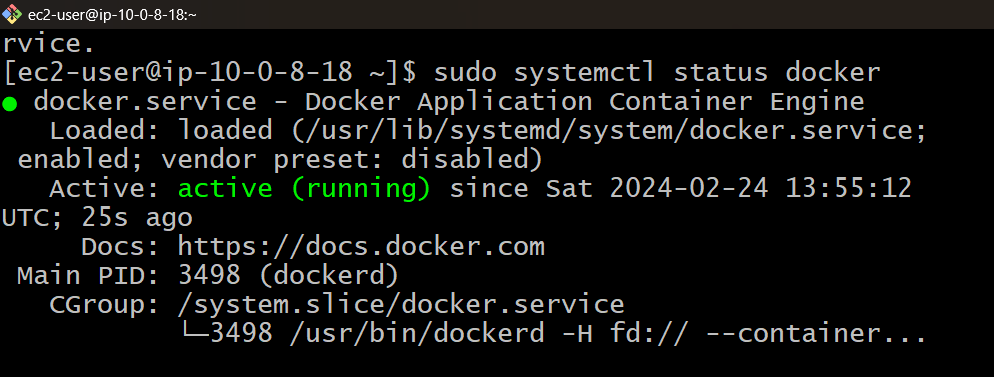 ec2-user@ip-10-0-8-18:~
rvice.
[ec2-user@ip-10-0-8-18 ~]$ sudo systemctl status docker
● docker.service - Docker Application Container Engine
   Loaded: loaded (/usr/lib/systemd/system/docker.service;
 enabled; vendor preset: disabled)
   Active: active (running) since Sat 2024-02-24 13:55:12
UTC; 25s ago
     Docs: https://docs.docker.com
 Main PID: 3498 (dockerd)
   CGroup: /system.slice/docker.service
           └─3498 /usr/bin/dockerd -H fd:// --container...